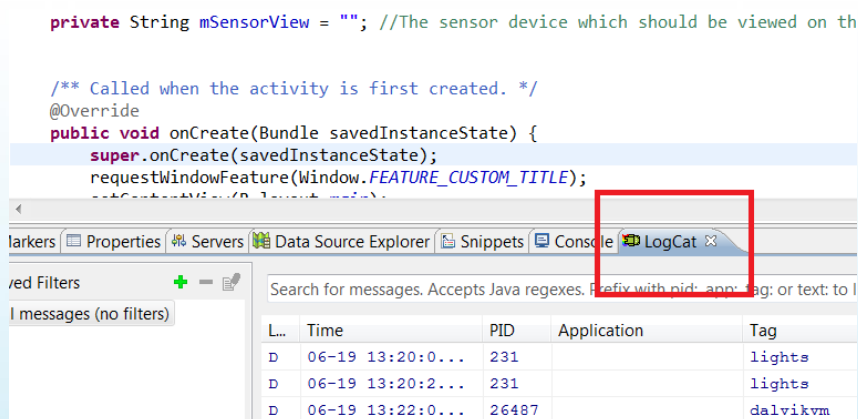 private String mSensorView = ""; //The sensor device which should be viewed on th
/** Called when the activity is first created. */
@Override
public void onCreate(Bundle savedInstanceState) {
super.onCreate(savedInstanceState);
requestWindowFeature(Window.FEATURE_CUSTOM_TITLE);
setContentView(R.layout.main);
larkers Properties Servers Data Source Explorer Snippets Console LogCat
ved Filters
Search for messages. Accepts Java regexes. Prefix with pid:, app:, tag: or text: to l
l messages (no filters)
L... Time PID Application Tag
D 06-19 13:20:0... 231 lights
D 06-19 13:20:2... 231 lights
D 06-19 13:22:0... 26487 dalvikvm